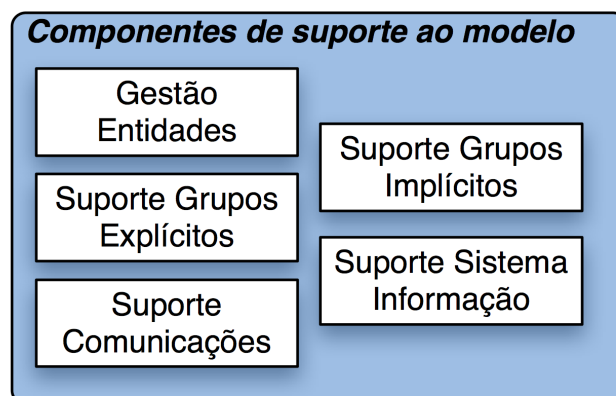 Componentes de suporte ao modelo
Gestão
Entidades
Suporte Grupos
Explícitos
Suporte
Comunicações
Suporte Grupos
Implícitos
Suporte Sistema
Informação